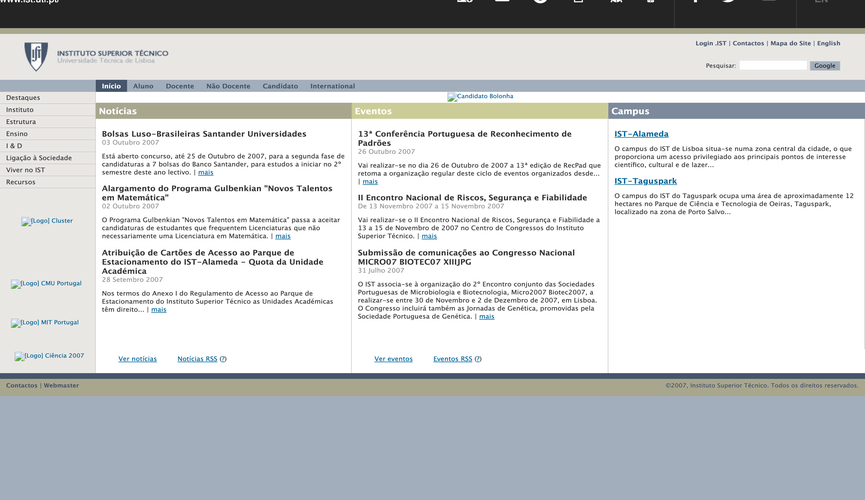 www.ist.utl.pt/
EN
Login .IST | Contactos | Mapa do Site | English
INSTITUTO SUPERIOR TÉCNICO
Universidade Técnica de Lisboa
Pesquisar:
Google
Início Aluno Docente Não Docente Candidato International
Destaques
Instituto
Estrutura
Ensino
I & D
Ligação à Sociedade
Viver no IST
Recursos
[Logo] Cluster
[Logo] CMU Portugal
[Logo] MIT Portugal
[Logo] Ciência 2007
Candidato Bolonha
Notícias
Bolsas Luso-Brasileiras Santander Universidades
03 Outubro 2007
Está aberto concurso, até 25 de Outubro de 2007, para a segunda fase de
candidaturas a 7 bolsas do Banco Santander, para estudos a iniciar no 2º
semestre deste ano lectivo. | mais
Alargamento do Programa Gulbenkian "Novos Talentos
em Matemática"
02 Outubro 2007
O Programa Gulbenkian "Novos Talentos em Matemática" passa a aceitar
candidaturas de estudantes que frequentem Licenciaturas que não
necessariamente uma Licenciatura em Matemática. | mais
Atribuição de Cartões de Acesso ao Parque de
Estacionamento do IST-Alameda - Quota da Unidade
Académica
28 Setembro 2007
Nos termos do Anexo I do Regulamento de Acesso ao Parque de
Estacionamento do Instituto Superior Técnico as Unidades Académicas
têm direito... | mais
Ver notícias Notícias RSS (?)
Eventos
13ª Conferência Portuguesa de Reconhecimento de
Padrões
26 Outubro 2007
Vai realizar-se no dia 26 de Outubro de 2007 a 13ª edição de RecPad que
retoma a organização regular deste ciclo de eventos organizados desde...
| mais
II Encontro Nacional de Riscos, Segurança e Fiabilidade
De 13 Novembro 2007 a 15 Novembro 2007
Vai realizar-se o II Encontro Nacional de Riscos, Segurança e Fiabilidade a
13 a 15 de Novembro de 2007 no Centro de Congressos do Instituto
Superior Técnico. | mais
Submissão de comunicações ao Congresso Nacional
MICRO07 BIOTEC07 XIIIJPG
31 Julho 2007
O IST associa-se à organização do 2º Encontro conjunto das Sociedades
Portuguesas de Microbiologia e Biotecnologia, Micro2007 Biotec2007, a
realizar-se entre 30 de Novembro e 2 de Dezembro de 2007, em Lisboa.
O Congresso incluirá também as Jornadas de Genética, promovidas pela
Sociedade Portuguesa de Genética. | mais
Ver eventos Eventos RSS (?)
Campus
IST-Alameda
O campus do IST de Lisboa situa-se numa zona central da cidade, o que
proporciona um acesso privilegiado aos principais pontos de interesse
científico, cultural e de lazer...
IST-Taguspark
O campus do IST do Taguspark ocupa uma área de aproximadamente 12
hectares no Parque de Ciência e Tecnologia de Oeiras, Taguspark,
localizado na zona de Porto Salvo...
Contactos | Webmaster
©2007, Instituto Superior Técnico. Todos os direitos reservados.